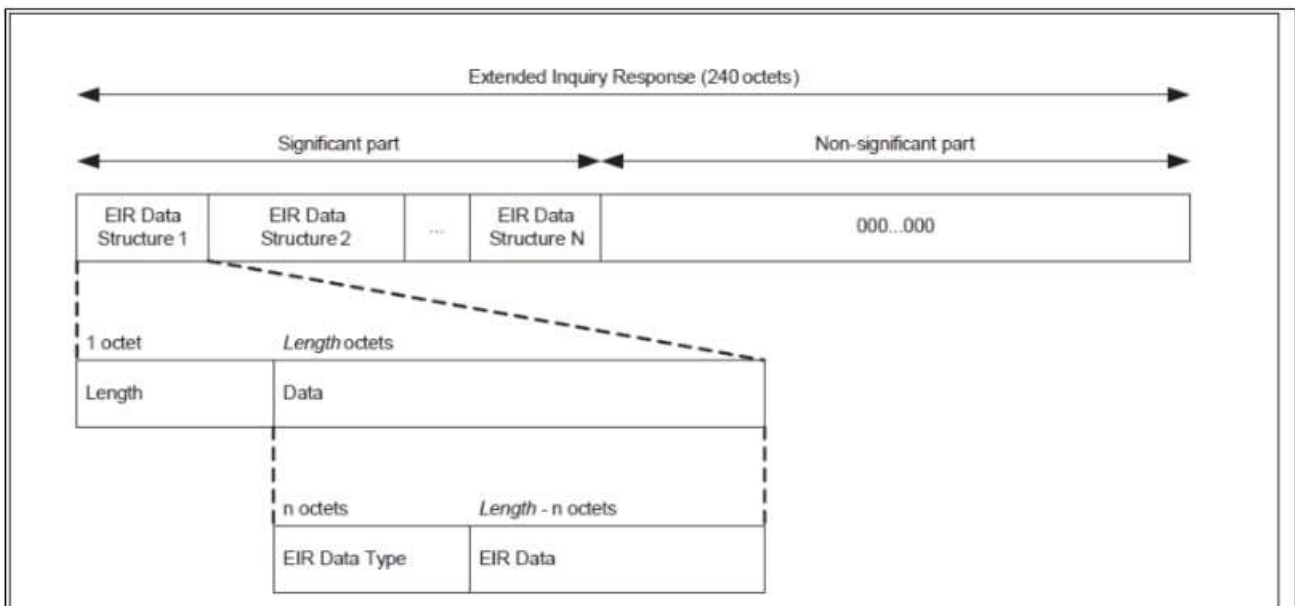 Extended Inquiry Response (240 octets)
Significant part
Non-significant part
EIR Data
Structure 1
EIR Data
Structure 2
...
EIR Data
Structure N
000...000
1 octet
Length octets
Length
Data
n octets
Length - n octets
EIR Data Type
EIR Data